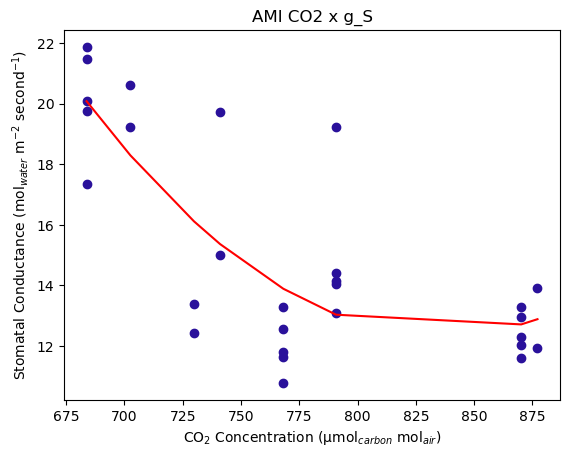 AMI CO2 x g_S
Stomatal Conductance (mol_water m⁻² second⁻¹)
22
20
18
16
14
12
675 700 725 750 775 800 825 850 875
CO₂ Concentration (μmol_carbon mol_air)